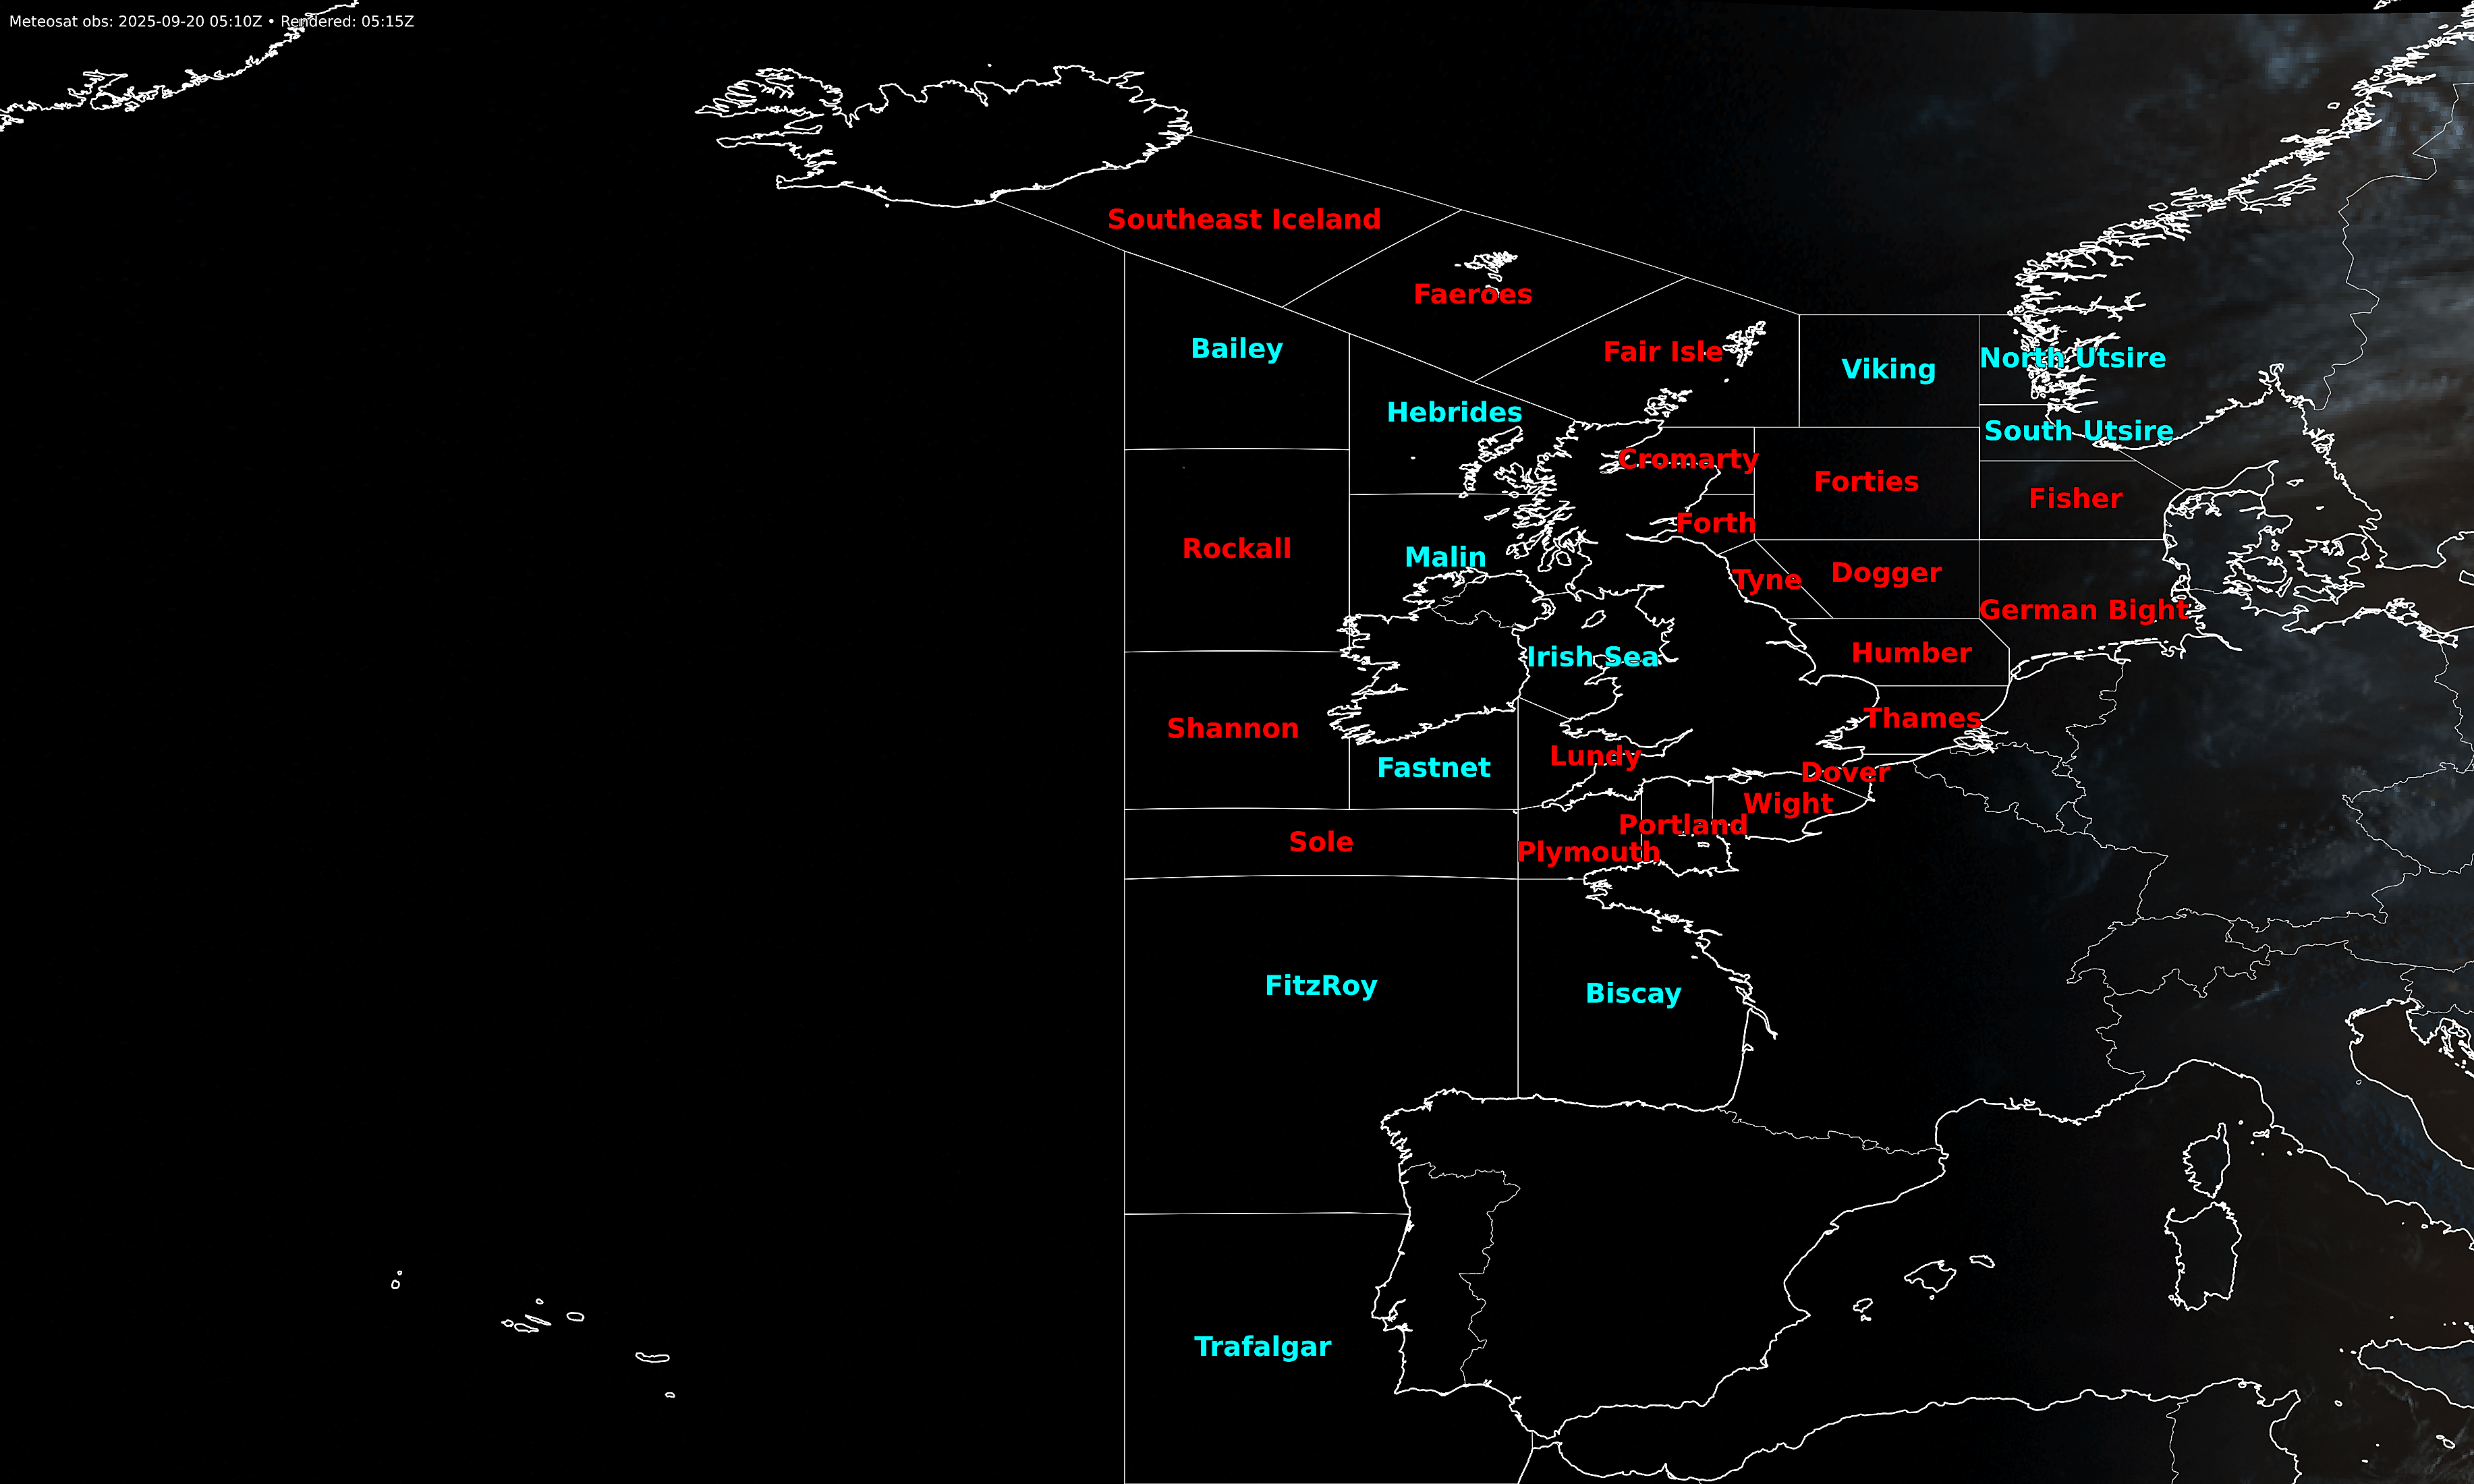 Meteosat obs: 2025-09-20 05:10Z • Rendered: 05:15Z
Southeast Iceland
Faeroes
Bailey
Fair Isle
North Utsire
Viking
Hebrides
South Utsire
Cromarty
Forties
Fisher
Forth
Rockall
Malin
Dogger
Tyne
German Bight
Humber
Irish Sea
Thames
Shannon
Lundy
Fastnet
Dover
Wight
Portland
Sole
Plymouth
FitzRoy
Biscay
Trafalgar